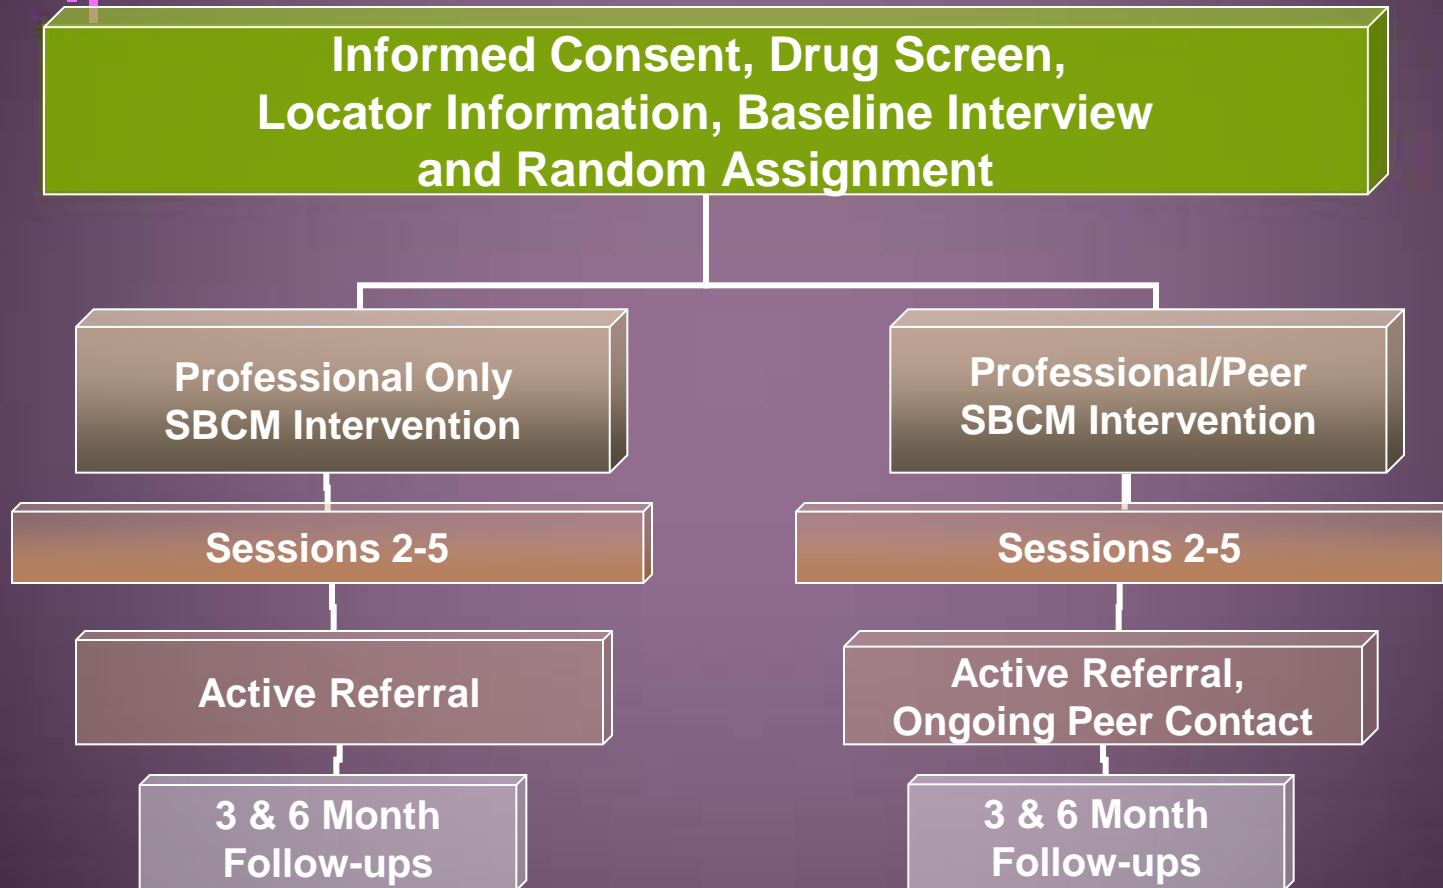 Informed Consent, Drug Screen,
Locator Information, Baseline Interview
and Random Assignment
Professional Only
SBCM Intervention
Professional/Peer
SBCM Intervention
Sessions 2-5
Sessions 2-5
Active Referral
Active Referral,
Ongoing Peer Contact
3 & 6 Month
Follow-ups
3 & 6 Month
Follow-ups